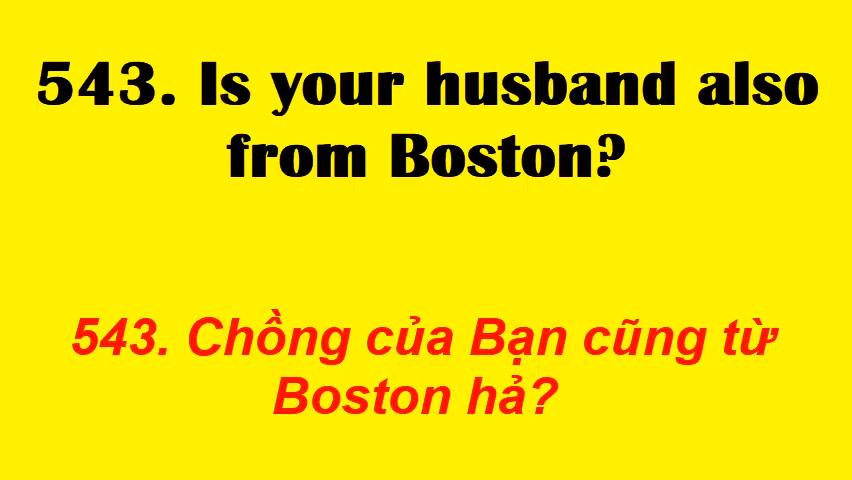 543. Is your husband also
from Boston?
543. Chồng của Bạn cũng từ
Boston hả?